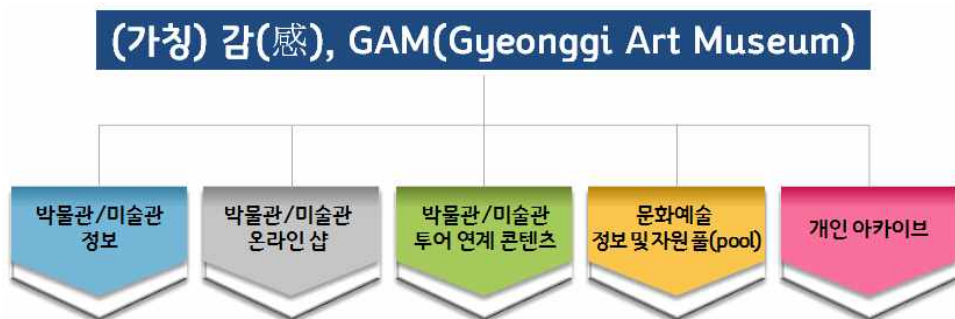 (가칭) 감(感), GAM(Gyeonggi Art Museum)
박물관/미술관
정보
박물관/미술관
온라인 샵
박물관/미술관
투어 연계 콘텐츠
문화예술
정보 및 자원 풀(pool)
개인 아카이브